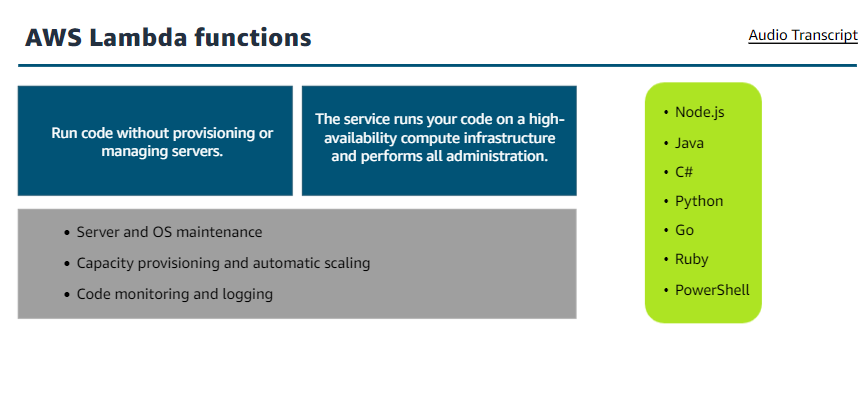 AWS Lambda functions
Audio Transcript
Run code without provisioning or
managing servers.
The service runs your code on a high-
availability compute infrastructure
and performs all administration.
• Server and OS maintenance
• Capacity provisioning and automatic scaling
• Code monitoring and logging
• Node.js
• Java
• C#
• Python
• Go
• Ruby
• PowerShell